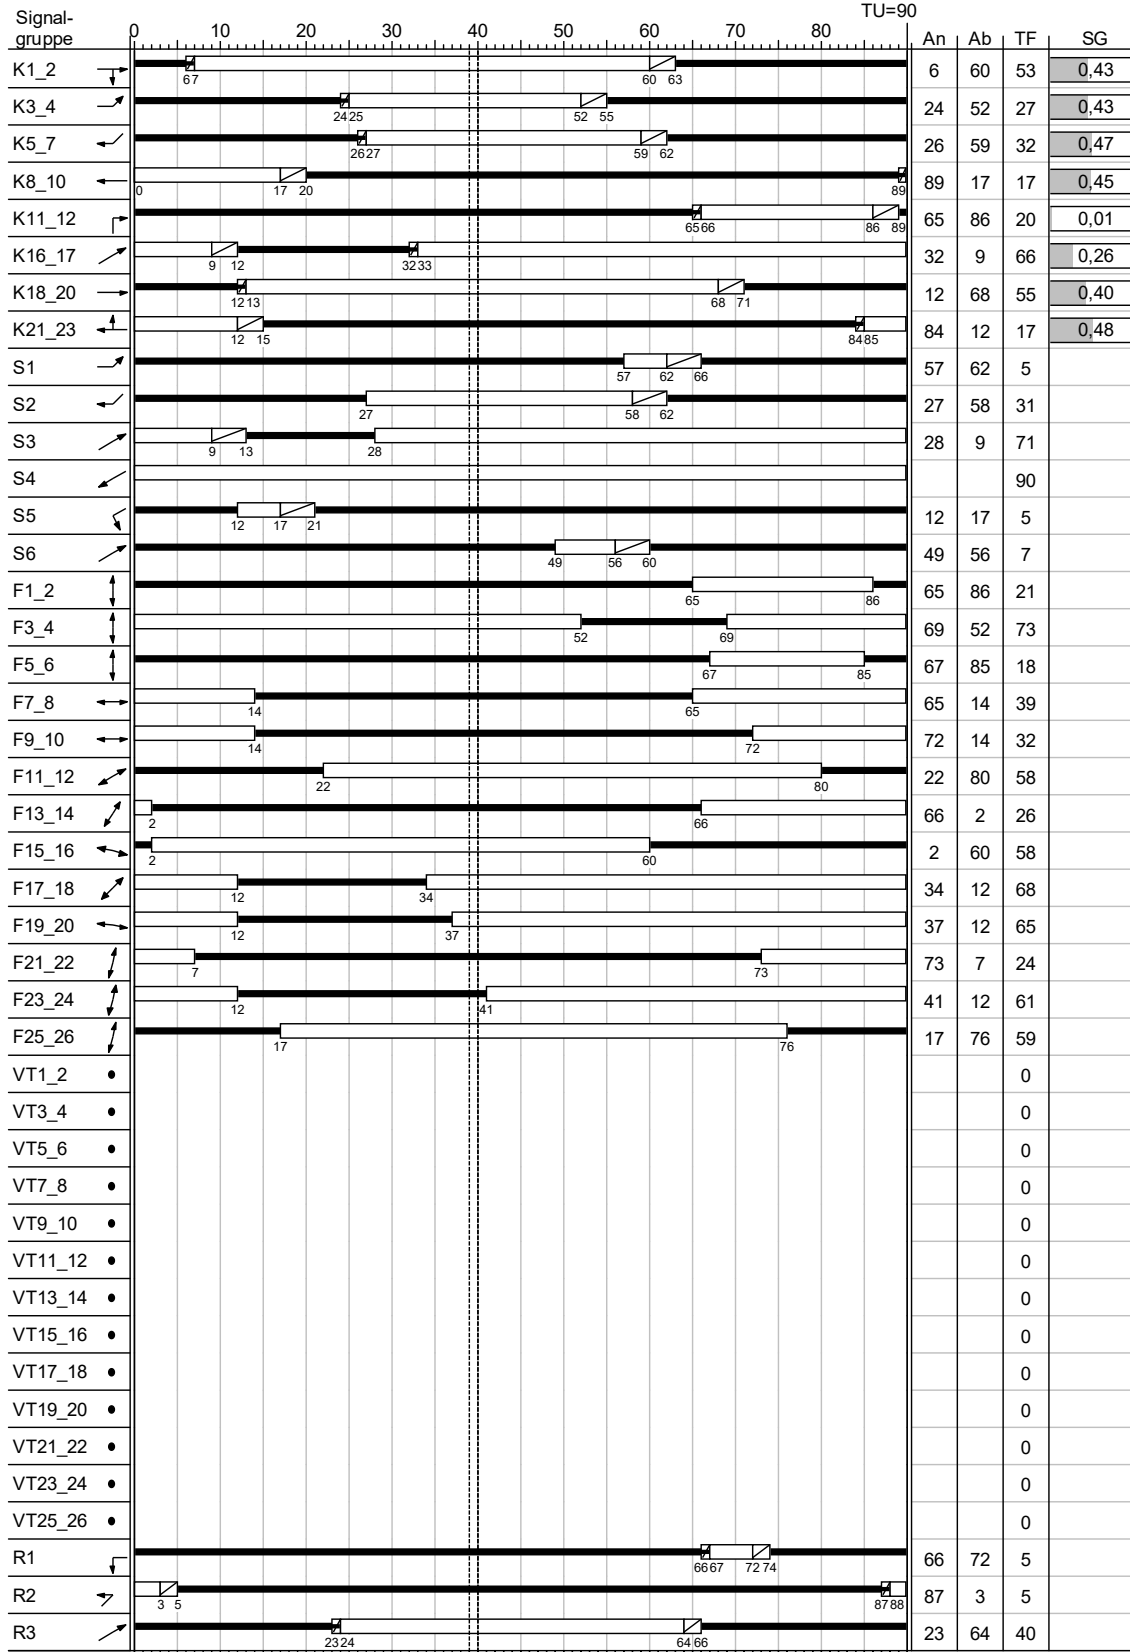 TU=90
Signal-
gruppe
0 10 20 30 40 50 60 70 80 An Ab TF SG
K1_2 6 60 53 0,43
6 7 60 63
K3_4 24 52 27 0,43
24 25 52 55
K5_7 26 59 32 0,47
26 27 59 62
K8_10 89 17 17 0,45
0 17 20 89
K11_12 65 86 20 0,01
65 66 86 89
K16_17 32 9 66 0,26
9 12 32 33
K18_20 12 68 55 0,40
12 13 68 71
K21_23 84 12 17 0,48
12 15 84 85
S1 57 62 5
57 62 66
S2 27 58 31
27 58 62
S3 28 9 71
9 13 28
S4 90
S5 12 17 5
12 17 21
S6 49 56 7
49 56 60
F1_2 65 86 21
65 86
F3_4 69 52 73
52 69
F5_6 67 85 18
67 85
F7_8 65 14 39
14 65
F9_10 72 14 32
14 72
F11_12 22 80 58
22 80
F13_14 66 2 26
2 66
F15_16 2 60 58
2 60
F17_18 34 12 68
12 34
F19_20 37 12 65
12 37
F21_22 73 7 24
7 73
F23_24 41 12 61
12 41
F25_26 17 76 59
17 76
VT1_2 0
VT3_4 0
VT5_6 0
VT7_8 0
VT9_10 0
VT11_12 0
VT13_14 0
VT15_16 0
VT17_18 0
VT19_20 0
VT21_22 0
VT23_24 0
VT25_26 0
R1 66 72 5
66 67 72 74
R2 87 3 5
3 5 87 88
R3 23 64 40
23 24 64 66